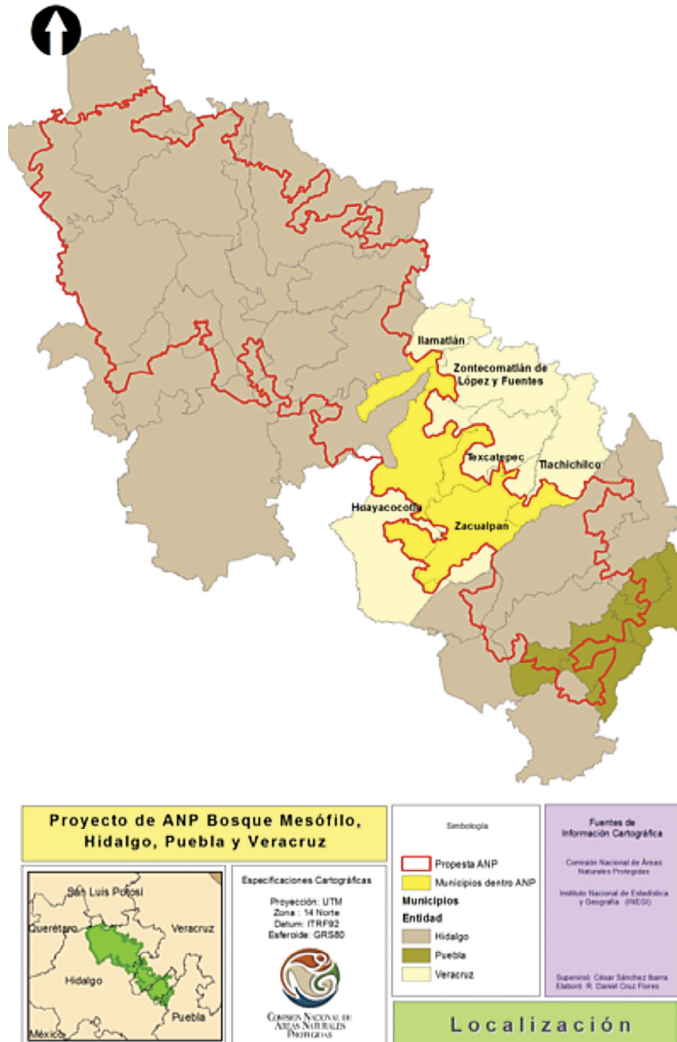 Ilamatlán
Zontecomatlán de
López y Fuentes
Texcatepec
Tlachichilco
Huayacocotla
Zacualpan
Proyecto de ANP Bosque Mesófilo,
Hidalgo, Puebla y Veracruz
San Luis Potosí
Querétaro
Veracruz
Hidalgo
Puebla
México
Especificaciones Cartográficas
Proyección: UTM
Zona : 14 Norte
Datum: ITRF92
Esferoide: GRS80
COMISIÓN NACIONAL DE
ÁREAS NATURALES
PROTEGIDAS
Simbología
Propesta ANP
Municipios dentro ANP
Municipios
Entidad
Hidalgo
Puebla
Veracruz
Fuentes de
Información Cartográfica
Comisión Nacional de Áreas
Naturales Protegidas
Instituto Nacional de Estadística
y Geografía (INEGI)
Supervisó: César Sánchez Ibarra
Elaboró: R. Daniel Cruz Flores
Localización